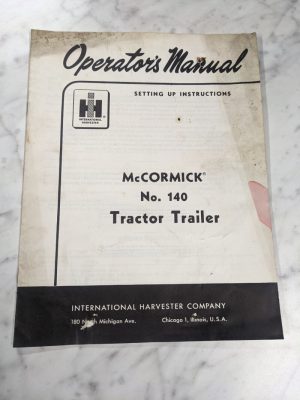 Operator's Manual
SETTING UP INSTRUCTIONS
IH
INTERNATIONAL
HARVESTER
®
McCORMICK®
No. 140
Tractor Trailer
INTERNATIONAL HARVESTER COMPANY
180 North Michigan Ave. Chicago 1, Illinois, U.S.A.